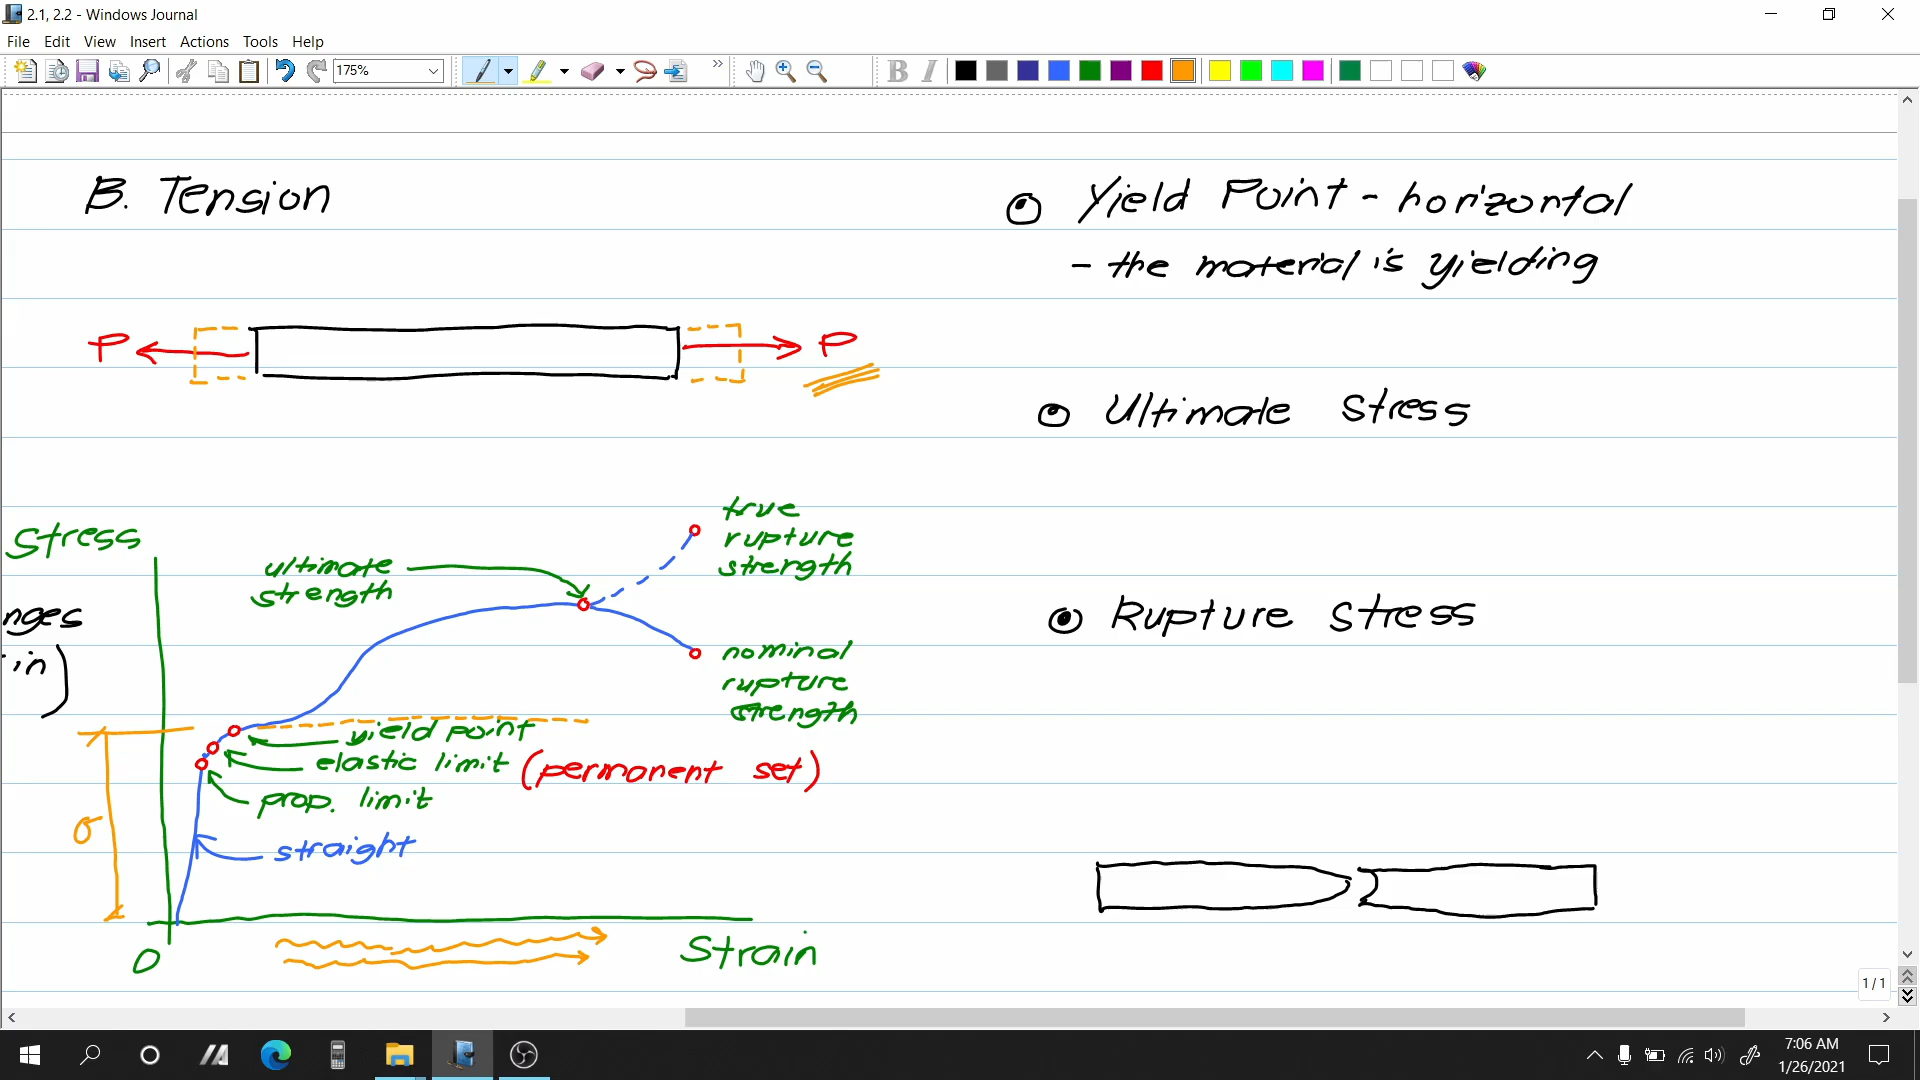 2.1, 2.2 - Windows Journal
File Edit View Insert Actions Tools Help
175%
B I
B. Tension
P
P
Stress
nges
in)
ultimate
strength
true
rupture
strength
nominal
rupture
strength
yield point
elastic limit (permanent set)
prop. limit
straight
σ
O
Strain
Yield Point - horizontal
- the material is yielding
Ultimate Stress
Rupture Stress
1 / 1
7:06 AM
1/26/2021